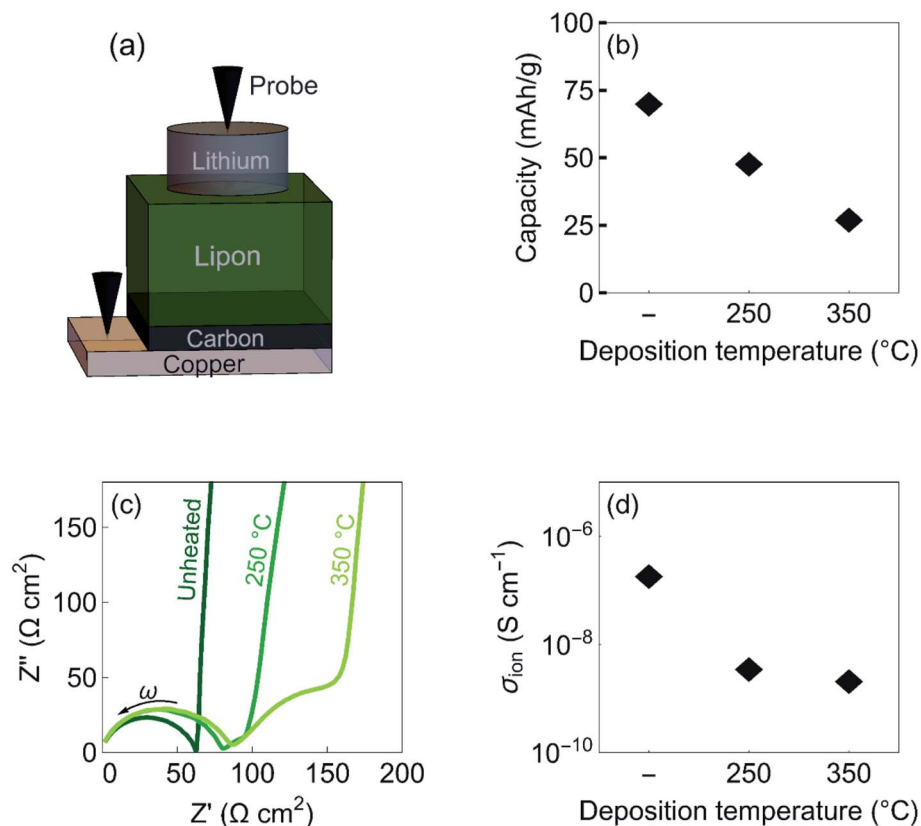 (a)
Probe
Lithium
Lipon
Carbon
Copper
(b)
Capacity (mAh/g)
100
75
50
25
0
–
250
350
Deposition temperature (°C)
(c)
Z" (Ω cm²)
150
100
50
0
Unheated
250 °C
350 °C
ω
0
50
100
150
200
Z' (Ω cm²)
(d)
σion (S cm⁻¹)
10⁻⁶
10⁻⁸
10⁻¹⁰
–
250
350
Deposition temperature (°C)